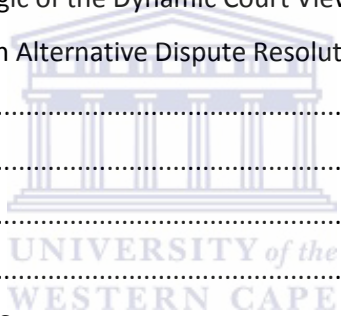 gic of the Dynamic Court View
n Alternative Dispute Resolut
................................................
................................................
................................................
UNIVERSITY of the
................................................
WESTERN CAPE